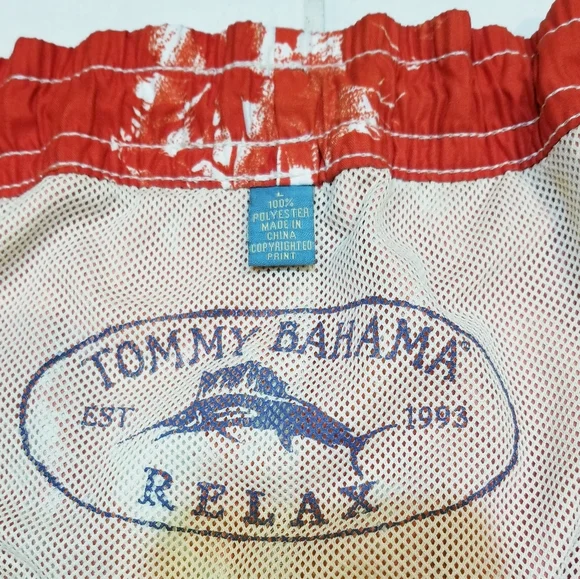 L
100%
POLYESTER
MADE IN
CHINA
COPYRIGHTED
PRINT
TOMMY BAHAMA®
EST 1993
RELAX